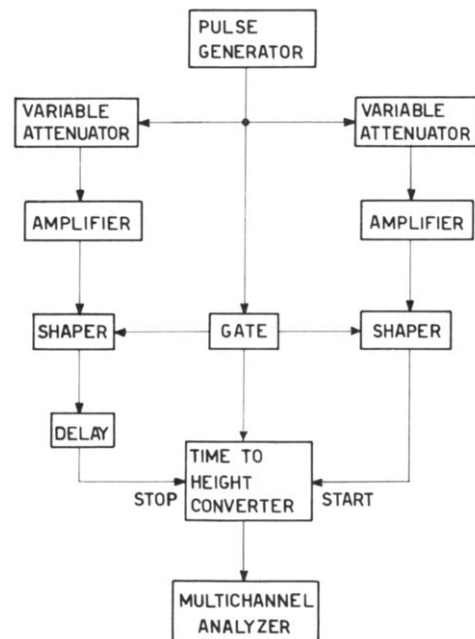 PULSE
GENERATOR
VARIABLE
ATTENUATOR
VARIABLE
ATTENUATOR
AMPLIFIER
AMPLIFIER
SHAPER
GATE
SHAPER
DELAY
TIME TO
HEIGHT
CONVERTER
STOP
START
MULTICHANNEL
ANALYZER